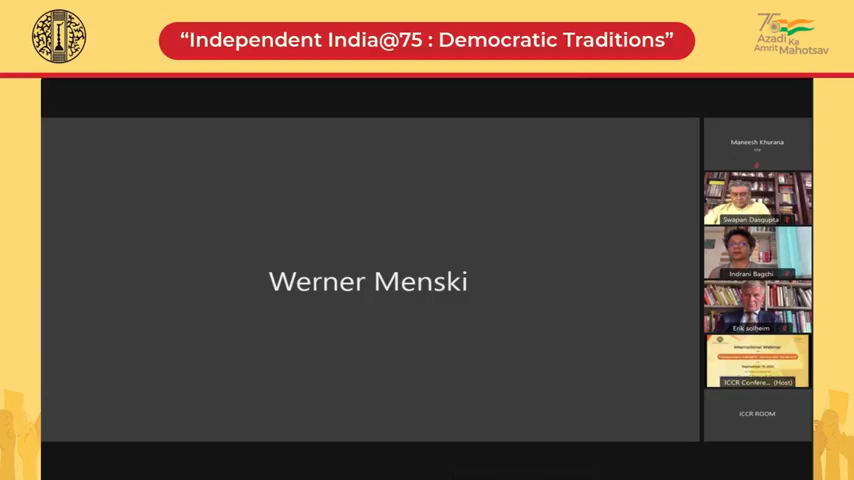 “Independent India@75 : Democratic Traditions”
75
Azadi
Ka
Amrit Mahotsav
Werner Menski
Maneesh Khurana
Swapan Dasgupta
Indrani Bagchi
Erik solheim
International Webinar
ICCR Confere... (Host)
ICCR ROOM